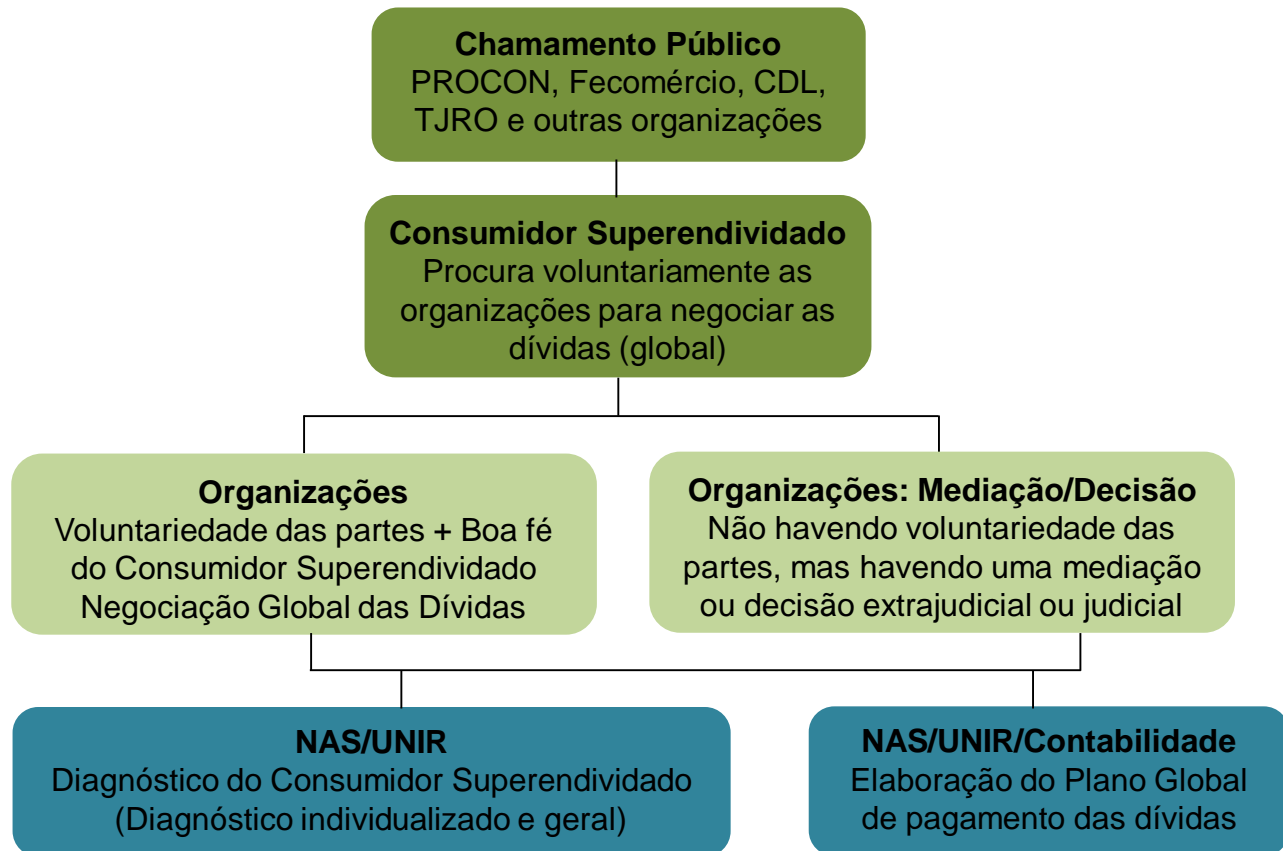 Chamamento Público
PROCON, Fecomércio, CDL,
TJRO e outras organizações
Consumidor Superendividado
Procura voluntariamente as
organizações para negociar as
dívidas (global)
Organizações
Voluntariedade das partes + Boa fé
do Consumidor Superendividado
Negociação Global das Dívidas
Organizações: Mediação/Decisão
Não havendo voluntariedade das
partes, mas havendo uma mediação
ou decisão extrajudicial ou judicial
NAS/UNIR
Diagnóstico do Consumidor Superendividado
(Diagnóstico individualizado e geral)
NAS/UNIR/Contabilidade
Elaboração do Plano Global
de pagamento das dívidas